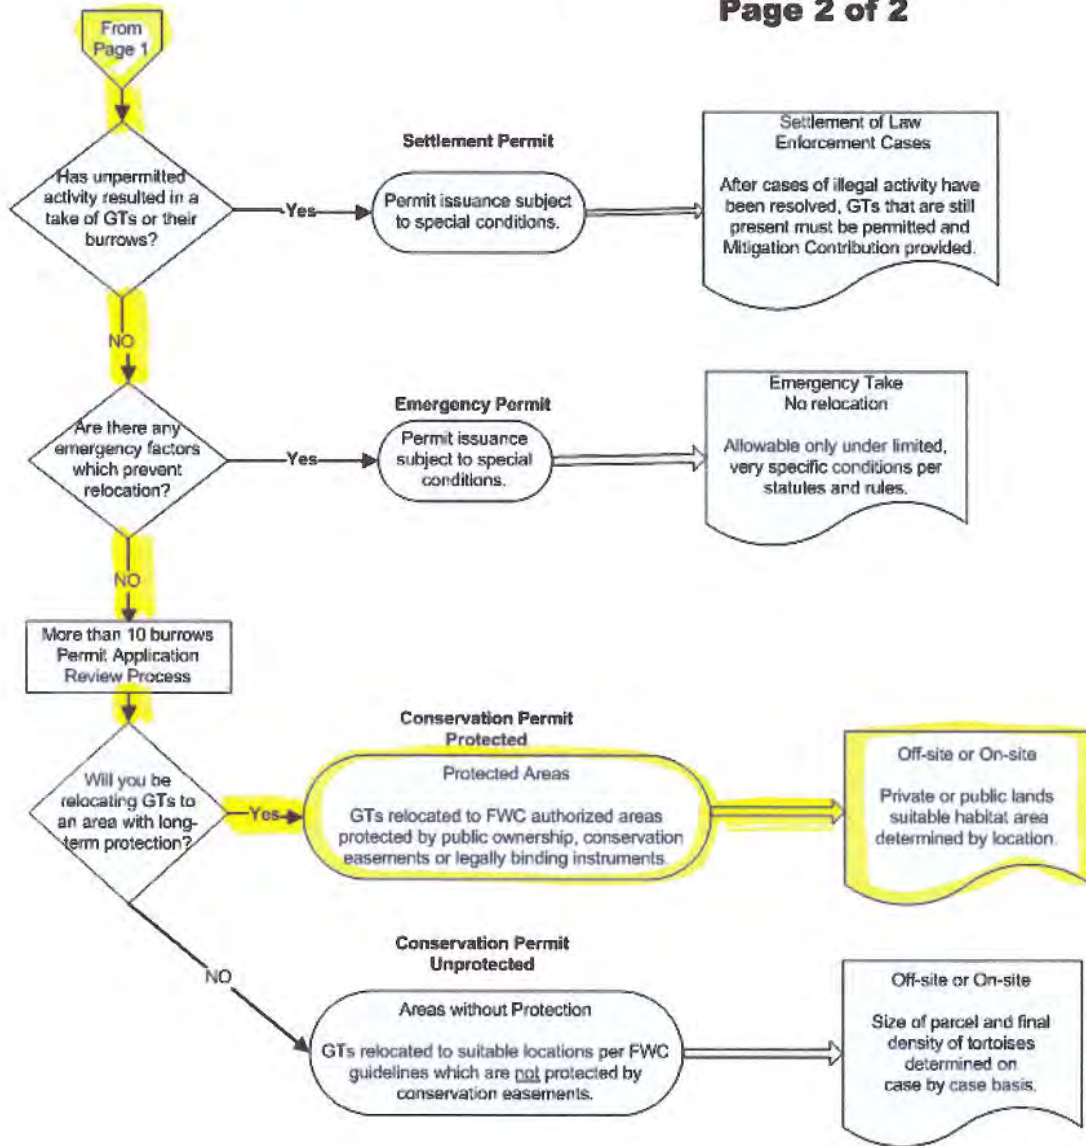 Page 2 of 2
From
Page 1
Has unpermitted
activity resulted in a
take of GTs or their
burrows?
Yes
Settlement Permit
Permit issuance subject
to special conditions.
Settlement of Law
Enforcement Cases
After cases of illegal activity have
been resolved, GTs that are still
present must be permitted and
Mitigation Contribution provided.
NO
Are there any
emergency factors
which prevent
relocation?
Yes
Emergency Permit
Permit issuance
subject to special
conditions.
Emergency Take
No relocation
Allowable only under limited,
very specific conditions per
statutes and rules.
NO
More than 10 burrows
Permit Application
Review Process
Will you be
relocating GTs to
an area with long-
term protection?
Yes
Conservation Permit
Protected
Protected Areas
GTs relocated to FWC authorized areas
protected by public ownership, conservation
easements or legally binding instruments.
Off-site or On-site
Private or public lands
suitable habitat area
determined by location.
NO
Conservation Permit
Unprotected
Areas without Protection
GTs relocated to suitable locations per FWC
guidelines which are not protected by
conservation easements.
Off-site or On-site
Size of parcel and final
density of tortoises
determined on
case by case basis.